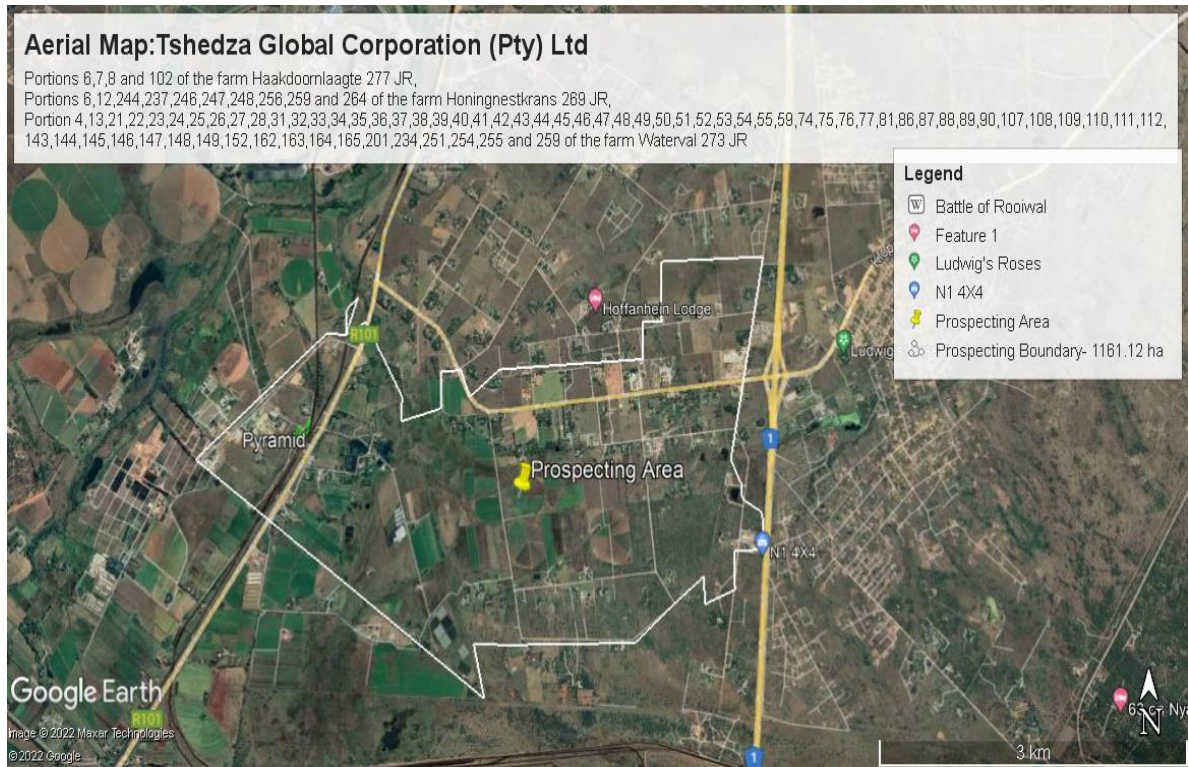 Aerial Map:Tshedza Global Corporation (Pty) Ltd
Portions 6,7,8 and 102 of the farm Haakdoornlaagte 277 JR,
Portions 6,12,244,237,246,247,248,256,259 and 264 of the farm Honingnestkrans 269 JR,
Portion 4,13,21,22,23,24,25,26,27,28,31,32,33,34,35,36,37,38,39,40,41,42,43,44,45,46,47,48,49,50,51,52,53,54,55,59,74,75,76,77,81,86,87,88,89,90,107,108,109,110,111,112,
143,144,145,146,147,148,149,152,162,163,164,165,201,234,251,254,255 and 259 of the farm Waterval 273 JR
Legend
W
Battle of Rooiwal
Feature 1
Ludwig's Roses
N1 4X4
Prospecting Area
Prospecting Boundary- 1161.12 ha
Hoffanhein Lodge
R101
Ludwig
Pyramid
1
Prospecting Area
N1 4X4
Google Earth
R101
Image © 2022 Maxar Technologies
©2022 Google
1
N
3 km